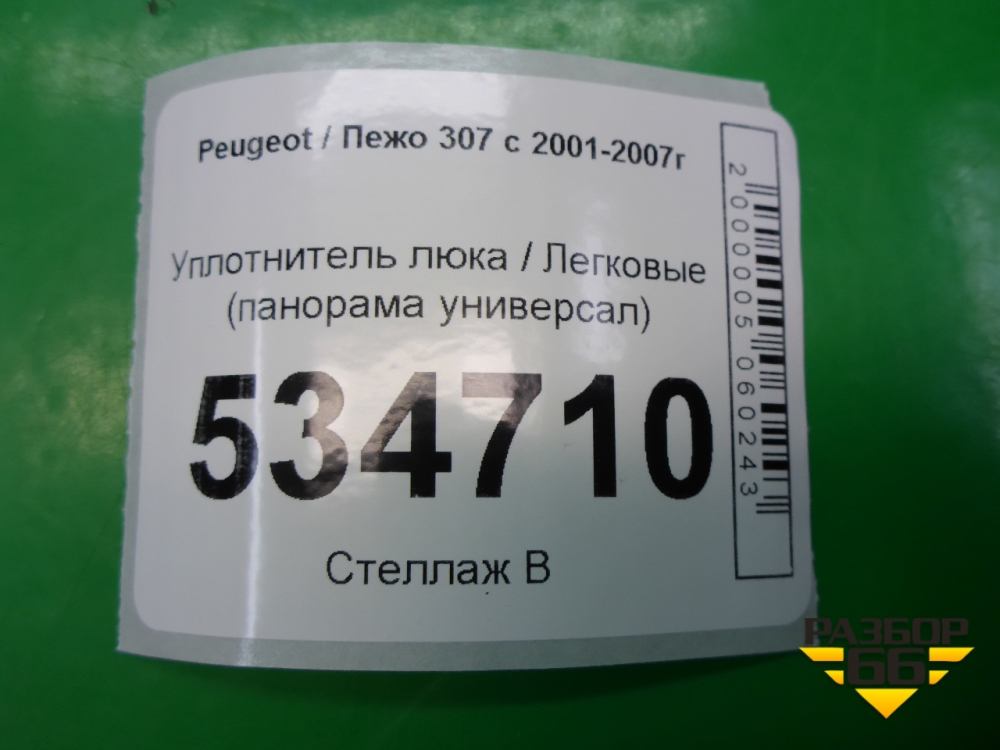 Peugeot / Пежо 307 с 2001-2007г
Уплотнитель люка / Легковые
(панорама универсал)
534710
Стеллаж В
2000005060243
РАЗБОР
66